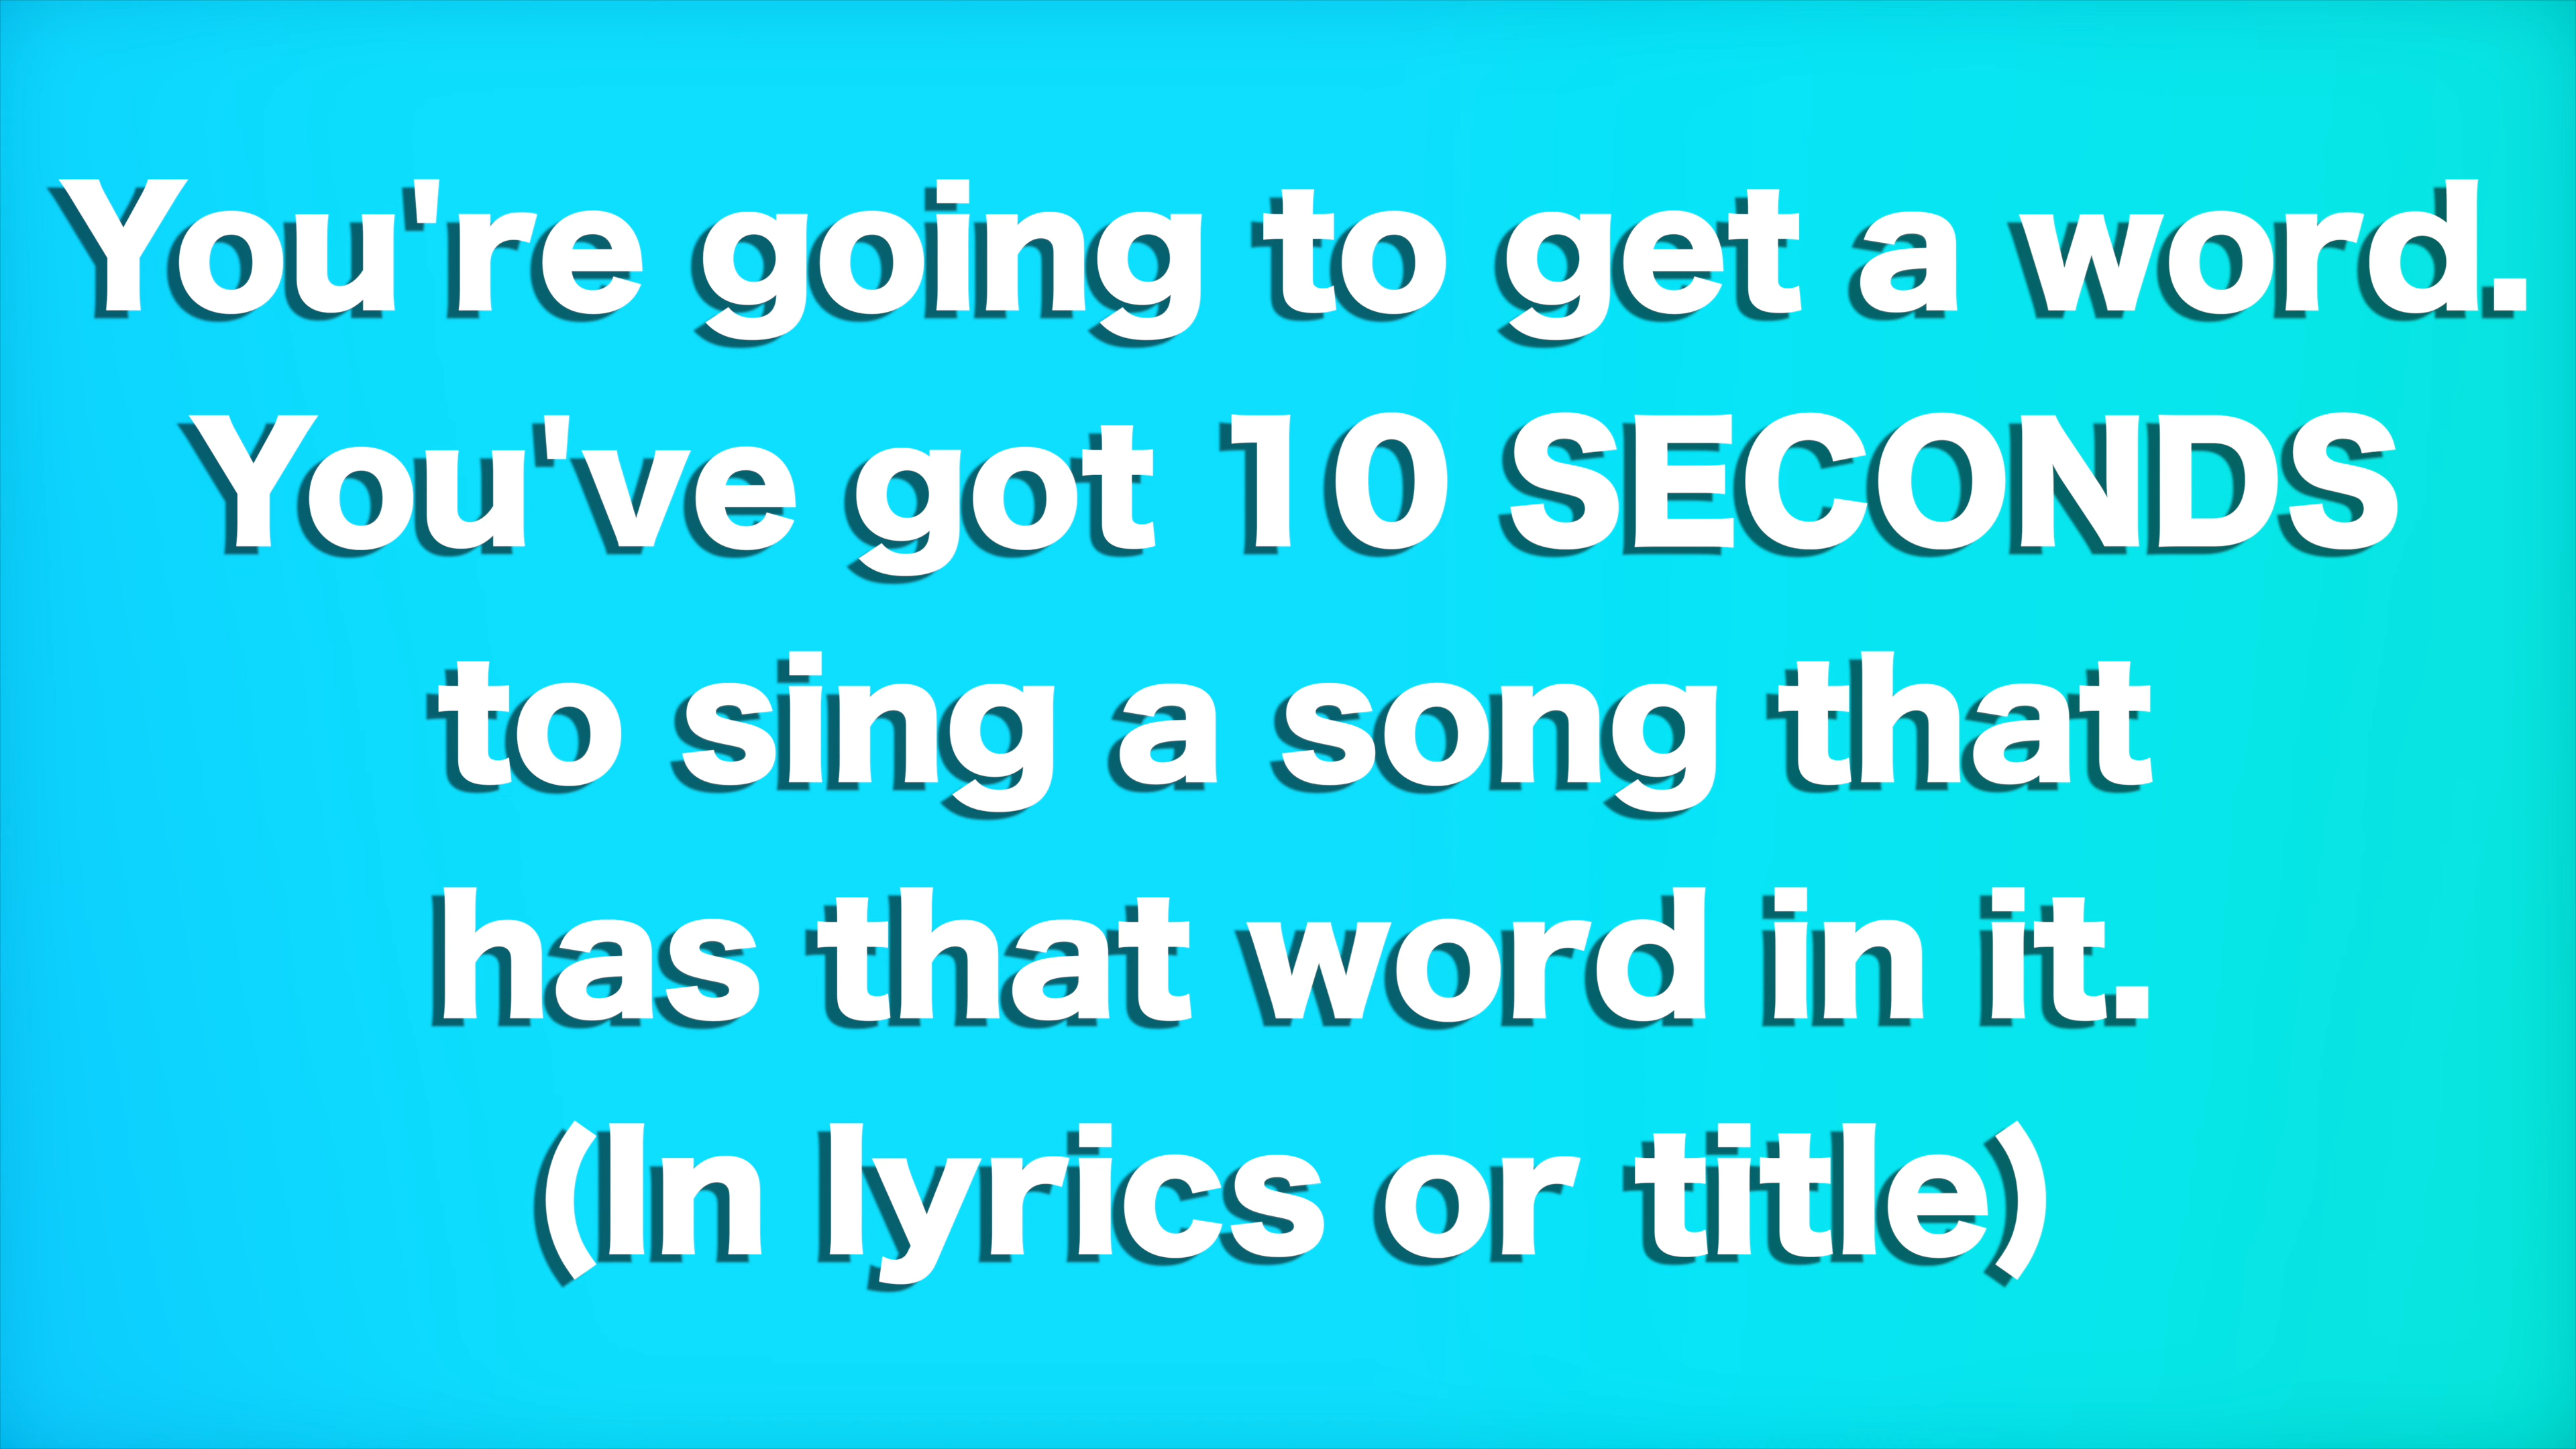 You're going to get a word.
You've got 10 SECONDS
to sing a song that
has that word in it.
(In lyrics or title)